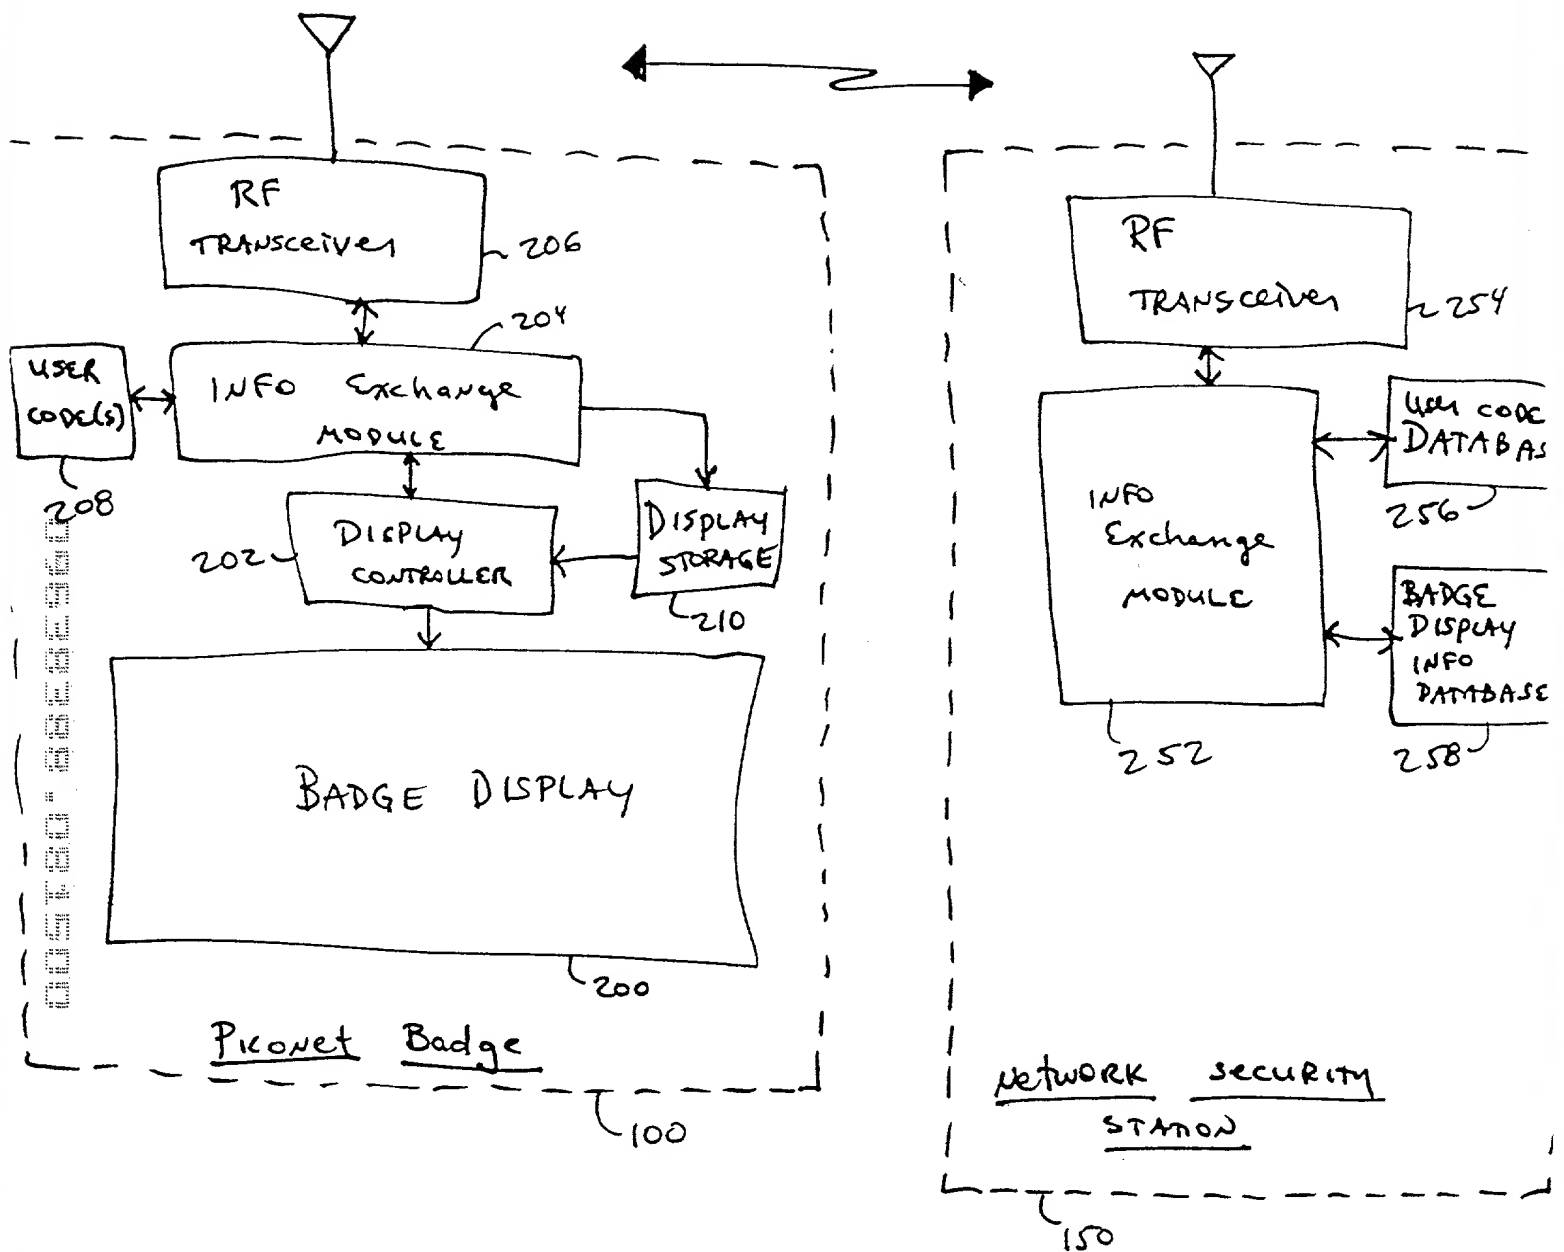 RF
TRANSceiver
206
204
USER
CODE(S)
208
INFO Exchange
MODULE
DISPLAY
CONTROLLER
202
DISPLAY
STORAGE
210
BADGE DISPLAY
200
Piconet Badge
100
RF
TRANSceiver
254
INFO
Exchange
MODULE
252
User CODE
DATABAS
256
BADGE
DISPLAY
INFO
DATABASE
258
Network Security
STATION
150